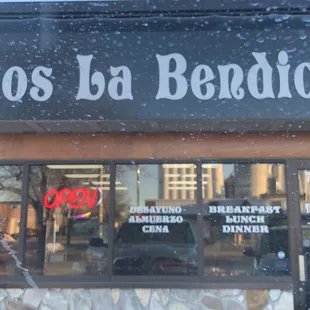 os La Bendic
OPEN
DESAYUNO
ALMUERZO
CENA
BREAKFAST
LUNCH
DINNER